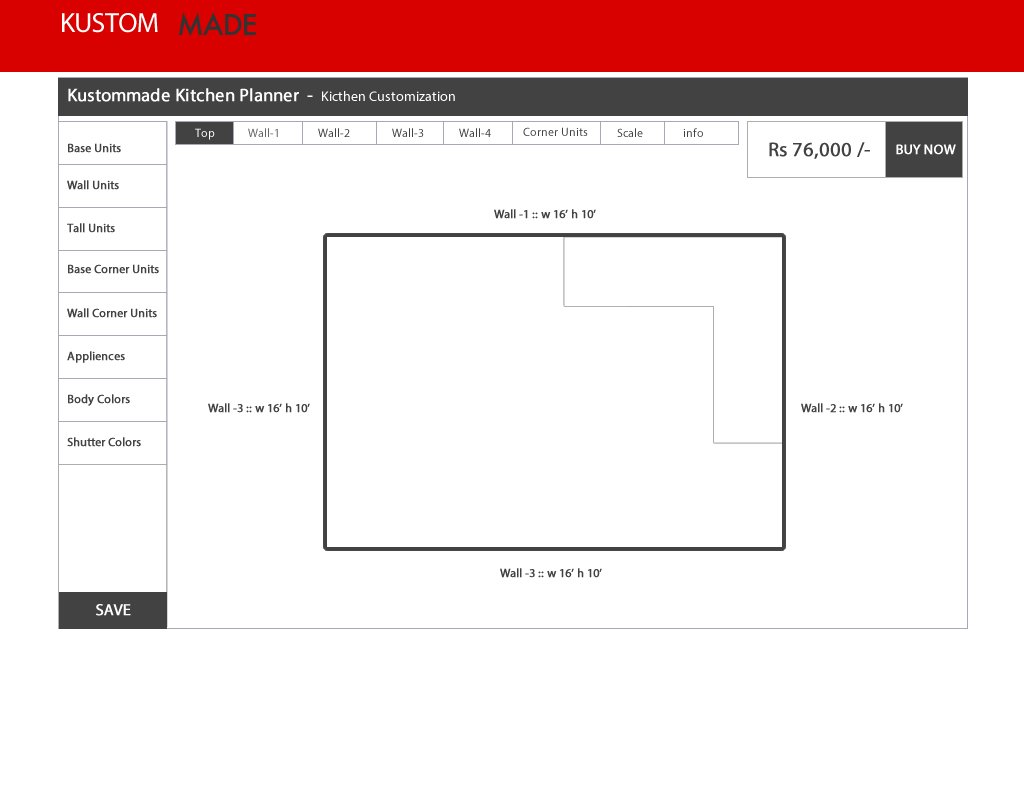 KUSTOM MADE
Kustommade Kitchen Planner - Kicthen Customization
Top Wall-1 Wall-2 Wall-3 Wall-4 Corner Units Scale info
Rs 76,000 /- BUY NOW
Base Units
Wall Units
Tall Units
Base Corner Units
Wall Corner Units
Appliences
Body Colors
Shutter Colors
SAVE
Wall -1 :: w 16’ h 10’
Wall -3 :: w 16’ h 10’
Wall -2 :: w 16’ h 10’
Wall -3 :: w 16’ h 10’